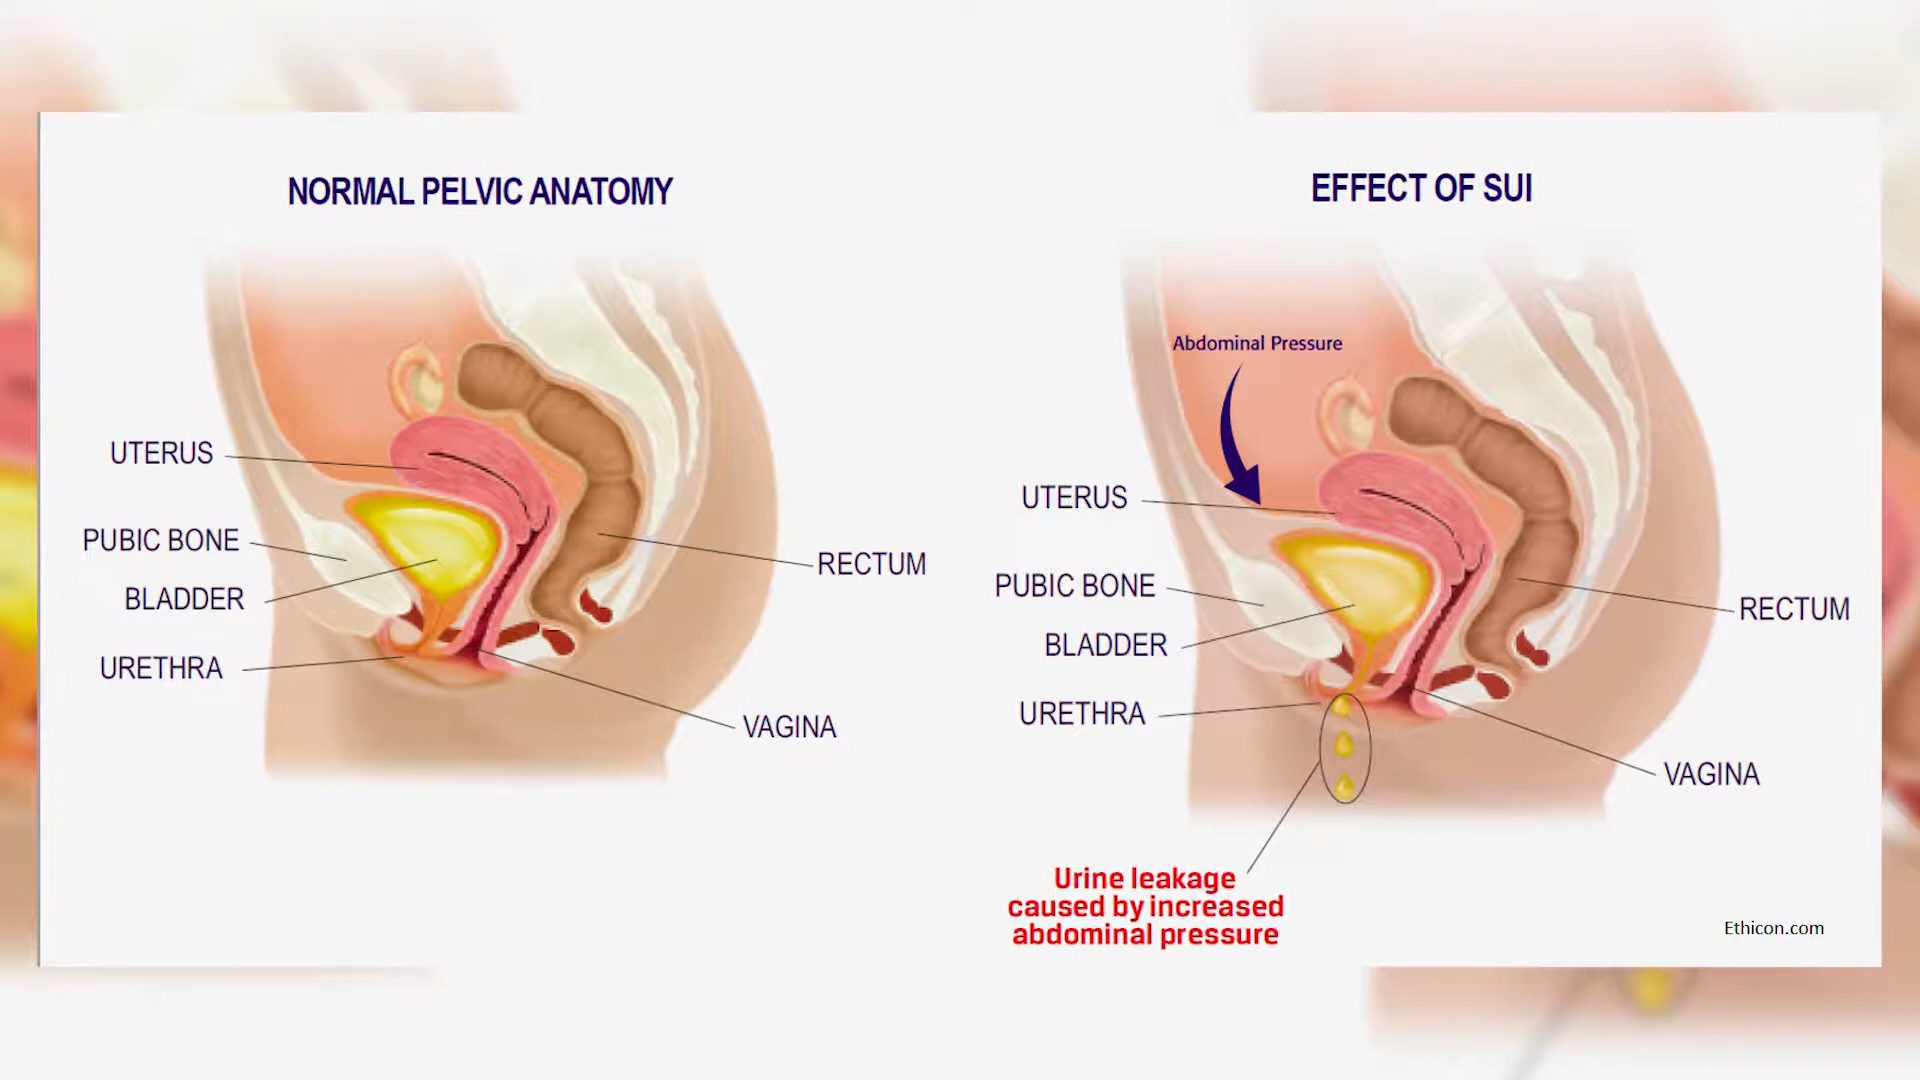 NORMAL PELVIC ANATOMY
UTERUS
PUBIC BONE
BLADDER
URETHRA
RECTUM
VAGINA
EFFECT OF SUI
Abdominal Pressure
UTERUS
PUBIC BONE
BLADDER
URETHRA
RECTUM
VAGINA
Urine leakage
caused by increased
abdominal pressure
Ethicon.com